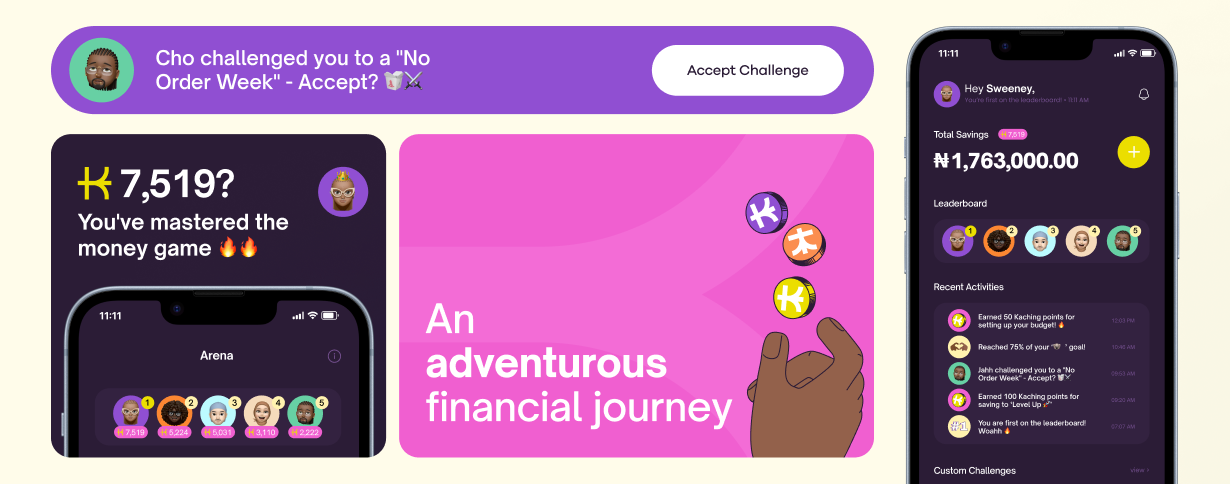 Cho challenged you to a "No
Order Week" - Accept? 🥡⚔️
Accept Challenge
7,519?
You've mastered the
money game 🔥🔥
11:11
Arena
1
2
3
4
5
7,519
5,224
5,031
3,110
2,222
An
adventurous
financial journey
11:11
Hey Sweeney,
You're first on the leaderboard! • 11:11 AM
Total Savings
7,519
₦1,763,000.00
Leaderboard
1
2
3
4
5
Recent Activities
Earned 50 Kaching points for
setting up your budget! 🔥
12:03 PM
Reached 75% of your " " goal!
10:45 AM
Jahh challenged you to a "No
Order Week" - Accept? 🥡⚔️
09:03 AM
Earned 100 Kaching points for
saving to 'Level Up 🚀'
You are first on the leaderboard!
Woahh 🔥
07:07 AM
#1
Custom Challenges
view >